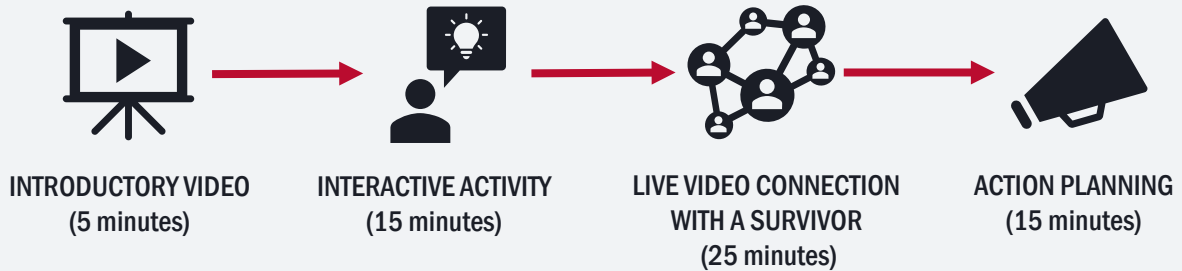 INTRODUCTORY VIDEO
(5 minutes)
INTERACTIVE ACTIVITY
(15 minutes)
LIVE VIDEO CONNECTION
WITH A SURVIVOR
(25 minutes)
ACTION PLANNING
(15 minutes)